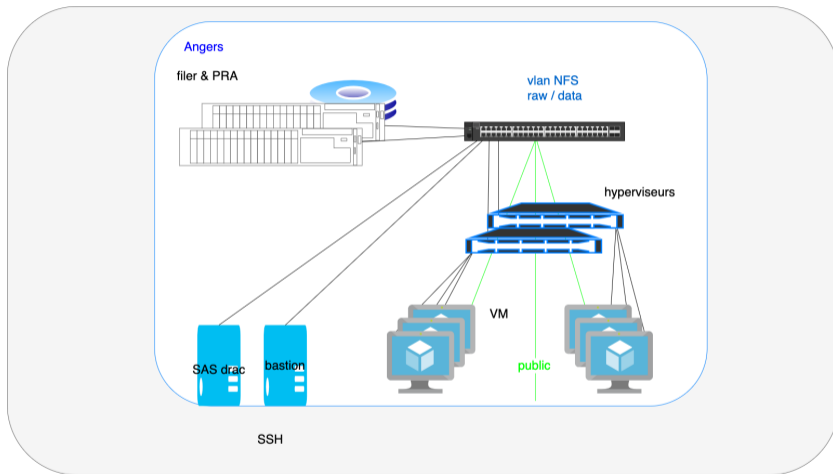 Angers
filer & PRA
vlan NFS
raw / data
hyperviseurs
VM
SAS drac
bastion
public
SSH